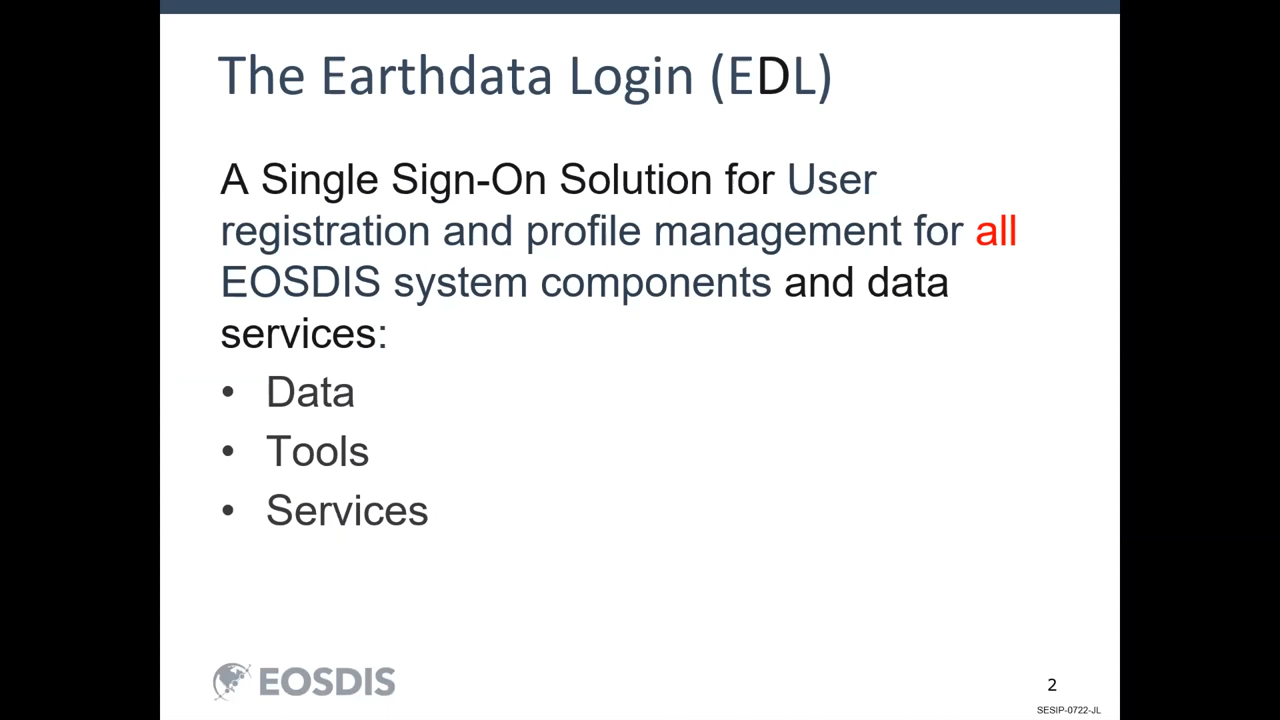 The Earthdata Login (EDL)
A Single Sign-On Solution for User
registration and profile management for all
EOSDIS system components and data
services:
• Data
• Tools
• Services
EOSDIS
2
SESIP-0722-JL